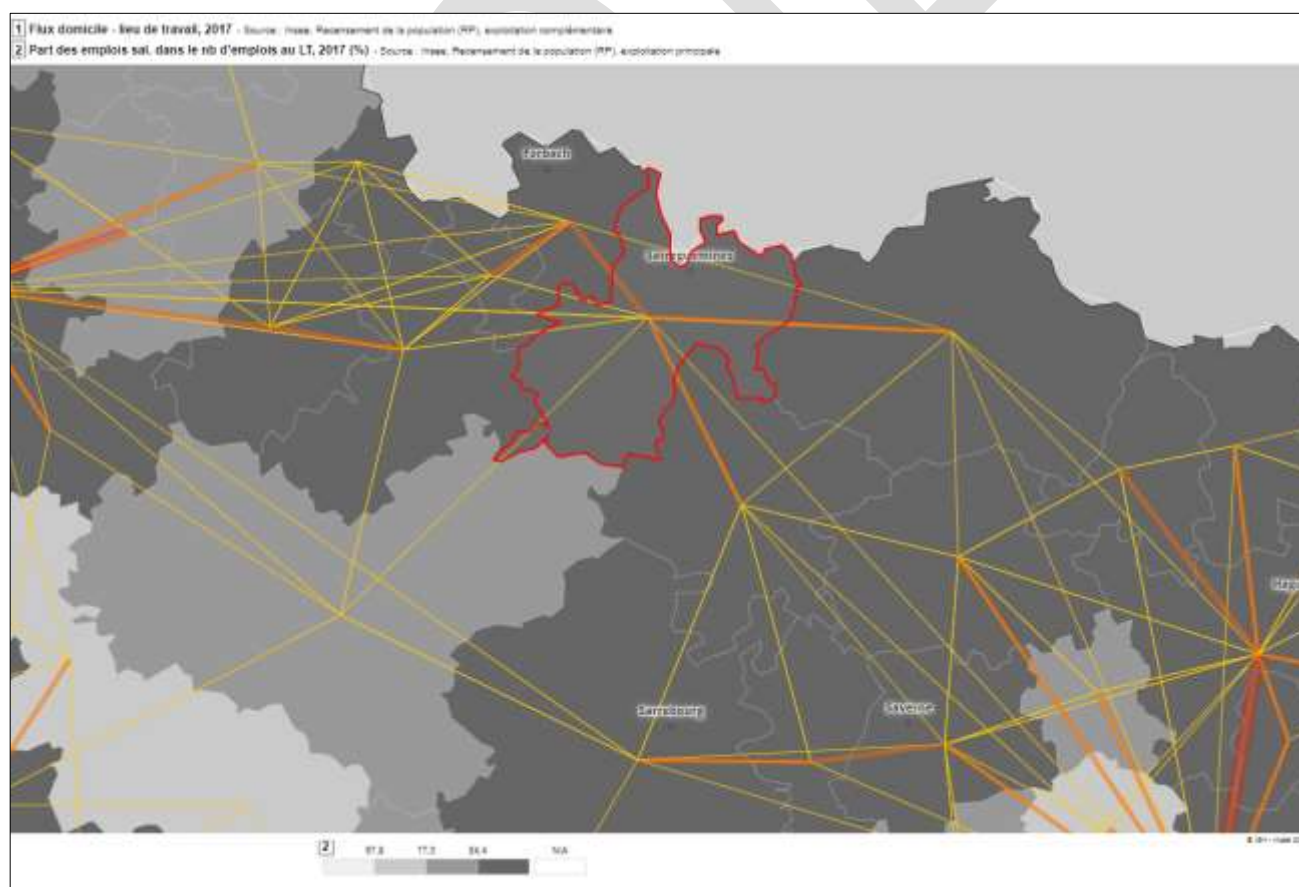 1 Flux domicile - lieu de travail, 2017 - Source : Insee, Recensement de la population (RP), exploitation complémentaire
2 Part des emplois sal. dans le nb d'emplois au LT, 2017 (%) - Source : Insee, Recensement de la population (RP), exploitation principale
Forbach
Sarreguemines
Sarrebourg
Saverne
2 N/A